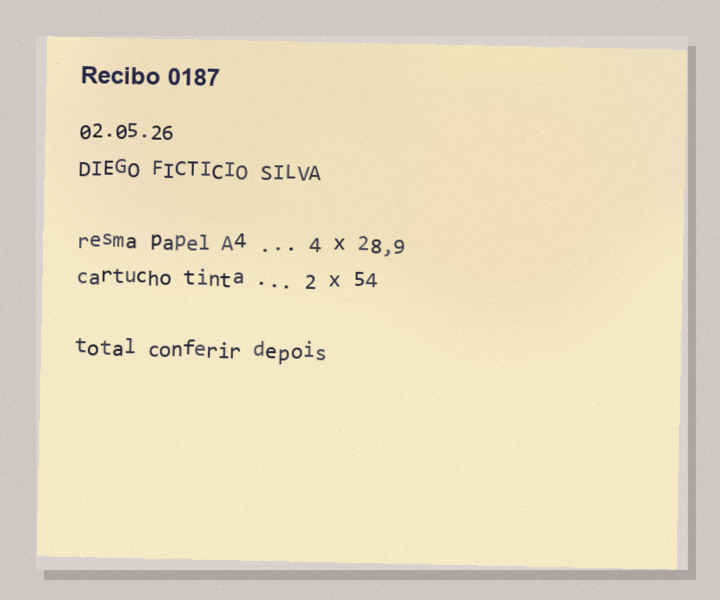 Recibo 0187
02.05.26
DIEGO FICTICIO SILVA
resma papel A4 ... 4 x 28,9
cartucho tinta ... 2 x 54
total conferir depois